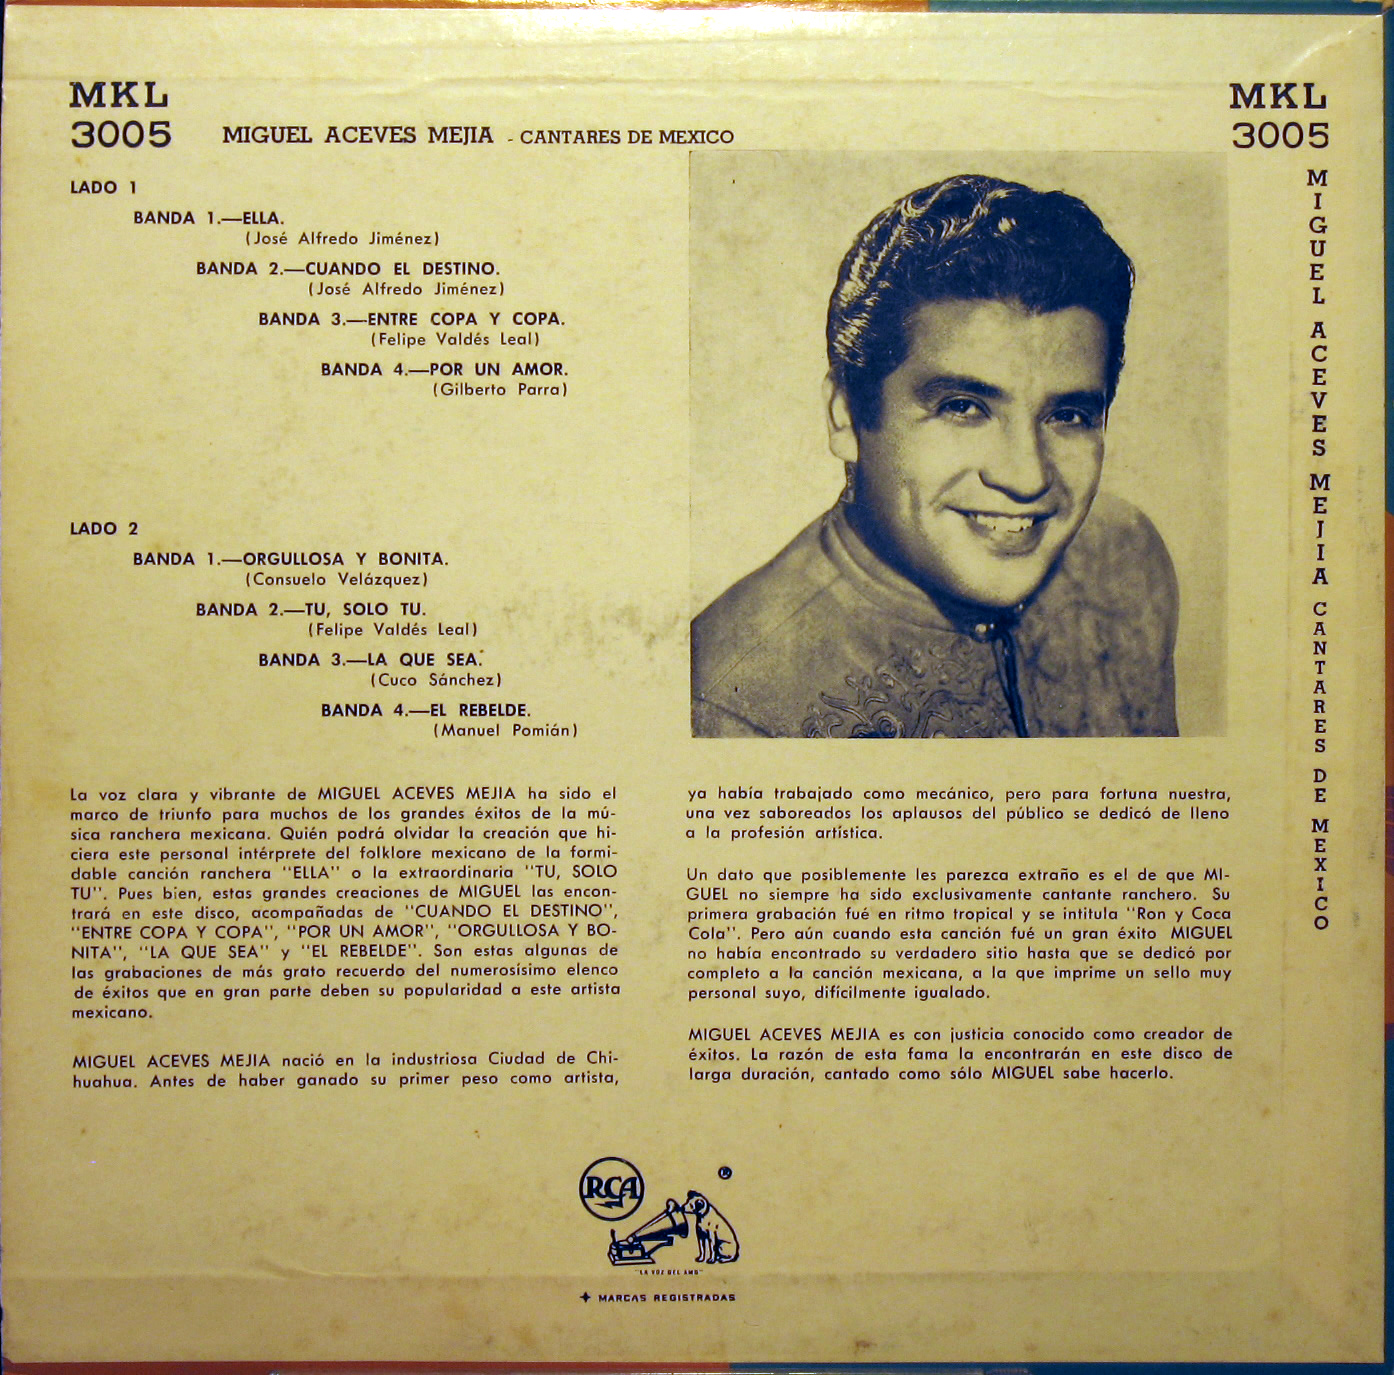 MKL
3005
MKL
3005
MIGUEL ACEVES MEJIA - CANTARES DE MEXICO
LADO 1
BANDA 1.—ELLA.
(José Alfredo Jiménez)
BANDA 2.—CUANDO EL DESTINO.
(José Alfredo Jiménez)
BANDA 3.—ENTRE COPA Y COPA.
(Felipe Valdés Leal)
BANDA 4.—POR UN AMOR.
(Gilberto Parra)
LADO 2
BANDA 1.—ORGULLOSA Y BONITA.
(Consuelo Velázquez)
BANDA 2.—TU, SOLO TU.
(Felipe Valdés Leal)
BANDA 3.—LA QUE SEA.
(Cuco Sánchez)
BANDA 4.—EL REBELDE.
(Manuel Pomián)
La voz clara y vibrante de MIGUEL ACEVES MEJIA ha sido el
marco de triunfo para muchos de los grandes éxitos de la mú-
sica ranchera mexicana. Quién podrá olvidar la creación que hi-
ciera este personal intérprete del folklore mexicano de la formi-
dable canción ranchera "ELLA" o la extraordinaria "TU, SOLO
TU". Pues bien, estas grandes creaciones de MIGUEL las encon-
trará en este disco, acompañadas de "CUANDO EL DESTINO",
"ENTRE COPA Y COPA", "POR UN AMOR", "ORGULLOSA Y BO-
NITA", "LA QUE SEA" y "EL REBELDE". Son estas algunas de
las grabaciones de más grato recuerdo del numerosísimo elenco
de éxitos que en gran parte deben su popularidad a este artista
mexicano.
MIGUEL ACEVES MEJIA nació en la industriosa Ciudad de Chi-
huahua. Antes de haber ganado su primer peso como artista,
ya había trabajado como mecánico, pero para fortuna nuestra,
una vez saboreados los aplausos del público se dedicó de lleno
a la profesión artística.
Un dato que posiblemente les parezca extraño es el de que MI-
GUEL no siempre ha sido exclusivamente cantante ranchero. Su
primera grabación fué en ritmo tropical y se intitula "Ron y Coca
Cola". Pero aún cuando esta canción fué un gran éxito MIGUEL
no había encontrado su verdadero sitio hasta que se dedicó por
completo a la canción mexicana, a la que imprime un sello muy
personal suyo, difícilmente igualado.
MIGUEL ACEVES MEJIA es con justicia conocido como creador de
éxitos. La razón de esta fama la encontrarán en este disco de
larga duración, cantado como sólo MIGUEL sabe hacerlo.
MIGUEL ACEVES MEJIA CANTARES DE MEXICO
RCA
®
"LA VOZ DEL AMO"
MARCAS REGISTRADAS